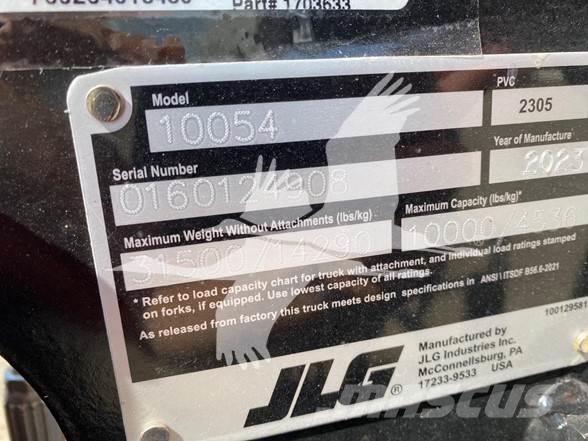 Part# 1703633
Model
10054
PVC
2305
Serial Number
0160124908
Year of Manufacture
2023
Maximum Weight Without Attachments (lbs/kg)
31500/14290
Maximum Capacity (lbs/kg)*
10000/4536
* Refer to load capacity chart for truck with attachment, and individual load ratings stamped
on forks, if equipped. Use lowest capacity of all ratings.
As released from factory this truck meets design specifications in ANSI \ ITSDF B56.6-2021
JLG®
Manufactured by
JLG Industries Inc.
McConnellsburg, PA
17233-9533 USA
100129581
mascus